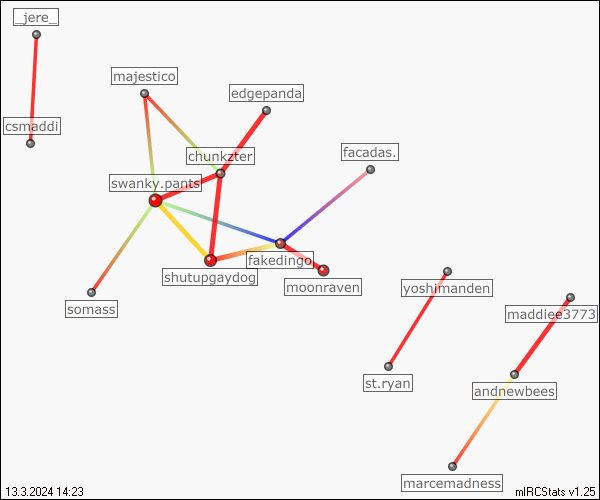 _jere_
majestico
edgepanda
csmaddi
chunkzter
facadas.
swanky.pants
fakedingo
shutupgaydog
moonraven
yoshimanden
somass
maddiee3773
st.ryan
andnewbees
marcemadness
13.3.2024 14:23
mIRCStats v1.25